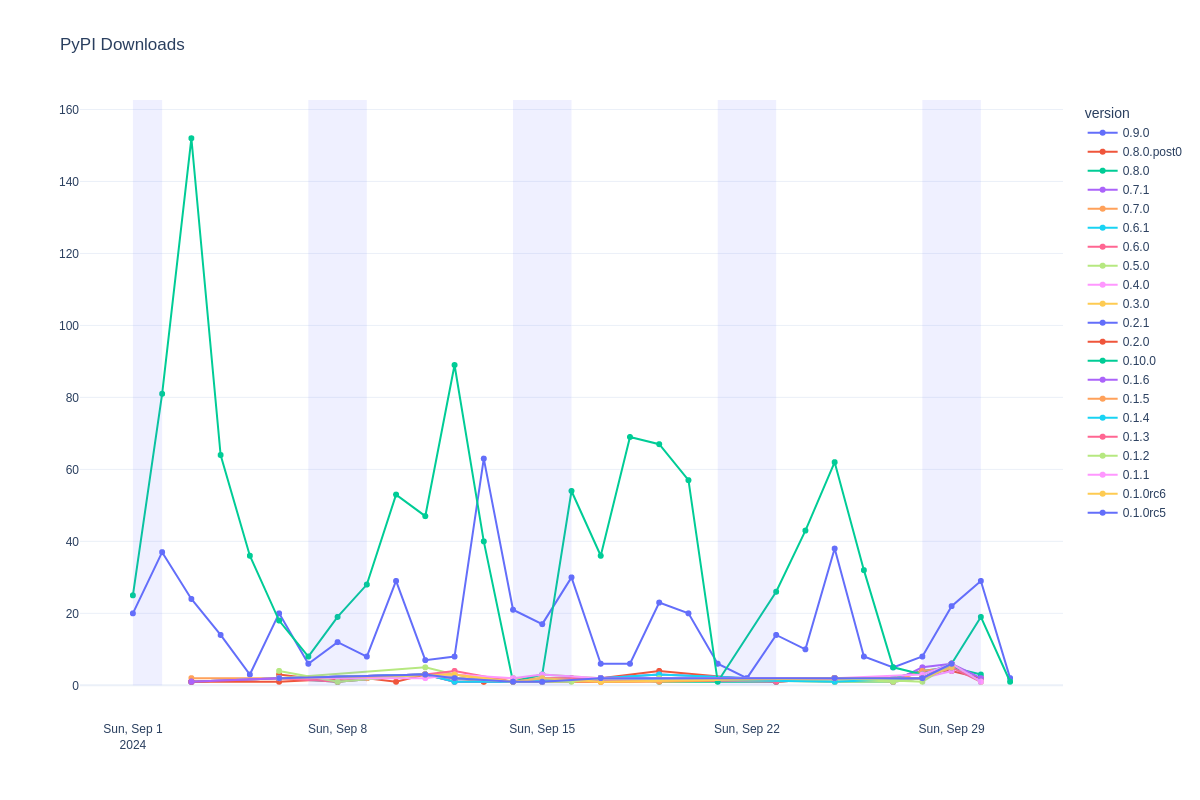 PyPI Downloads
160
140
120
100
80
60
40
20
0
Sun, Sep 1
2024
Sun, Sep 8
Sun, Sep 15
Sun, Sep 22
Sun, Sep 29
version
0.9.0
0.8.0.post0
0.8.0
0.7.1
0.7.0
0.6.1
0.6.0
0.5.0
0.4.0
0.3.0
0.2.1
0.2.0
0.10.0
0.1.6
0.1.5
0.1.4
0.1.3
0.1.2
0.1.1
0.1.0rc6
0.1.0rc5